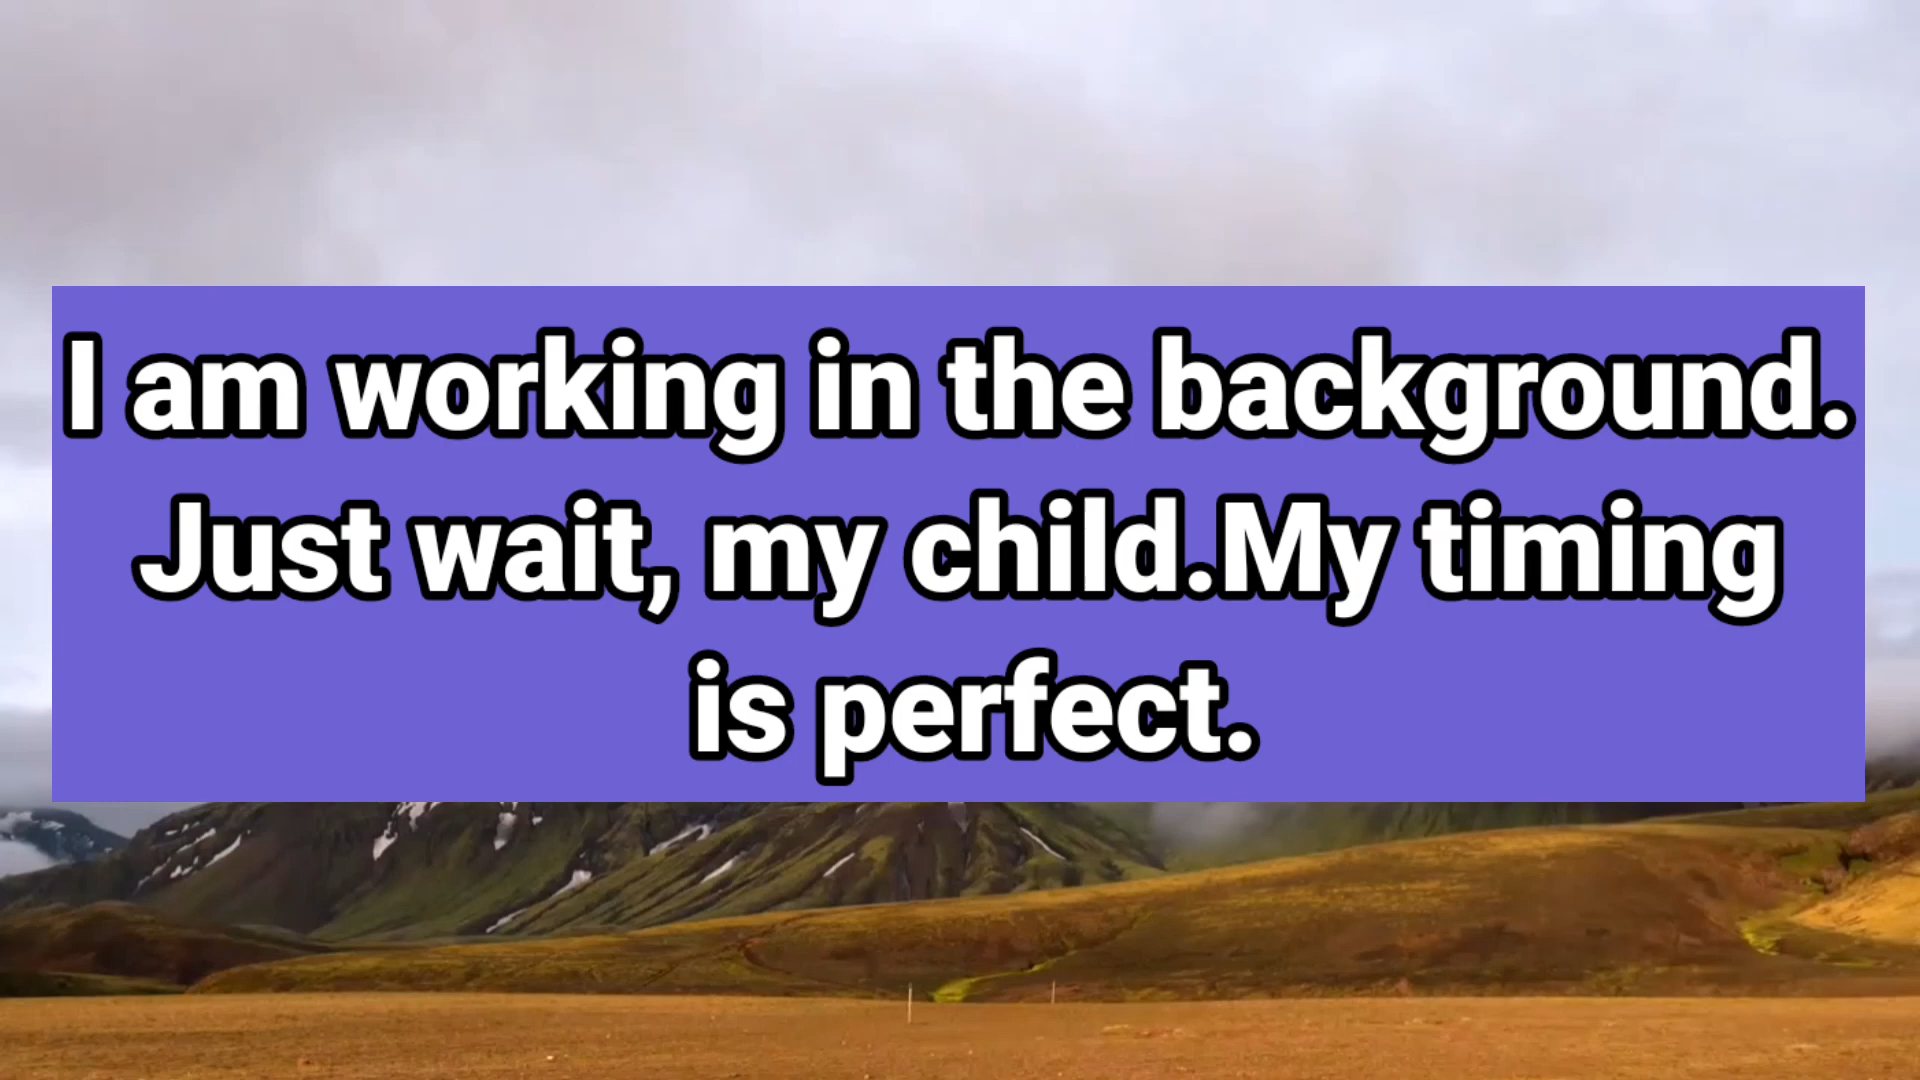 I am working in the background.
Just wait, my child.My timing
is perfect.